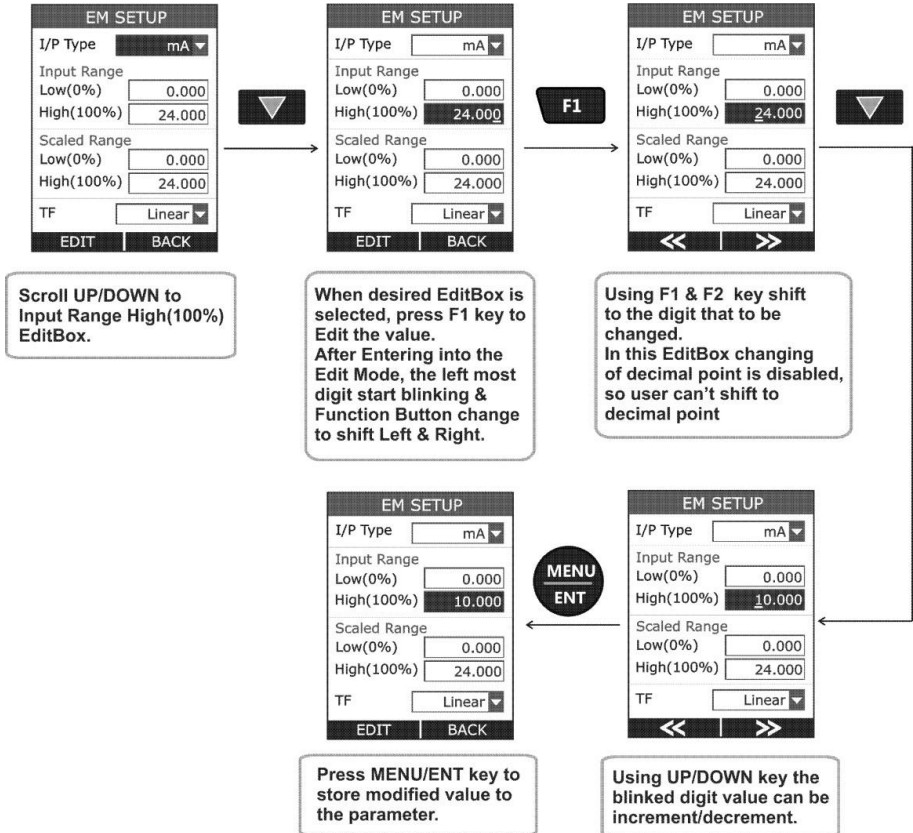 EM SETUP
I/P Type mA
Input Range
Low(0%) 0.000
High(100%) 24.000
Scaled Range
Low(0%) 0.000
High(100%) 24.000
TF Linear
EDIT BACK
Scroll UP/DOWN to
Input Range High(100%)
EditBox.
EM SETUP
I/P Type mA
Input Range
Low(0%) 0.000
High(100%) 24.000
Scaled Range
Low(0%) 0.000
High(100%) 24.000
TF Linear
EDIT BACK
When desired EditBox is
selected, press F1 key to
Edit the value.
After Entering into the
Edit Mode, the left most
digit start blinking &
Function Button change
to shift Left & Right.
F1
EM SETUP
I/P Type mA
Input Range
Low(0%) 0.000
High(100%) 24.000
Scaled Range
Low(0%) 0.000
High(100%) 24.000
TF Linear
<< >>
Using F1 & F2 key shift
to the digit that to be
changed.
In this EditBox changing
of decimal point is disabled,
so user can't shift to
decimal point
EM SETUP
I/P Type mA
Input Range
Low(0%) 0.000
High(100%) 10.000
Scaled Range
Low(0%) 0.000
High(100%) 24.000
TF Linear
<< >>
Using UP/DOWN key the
blinked digit value can be
increment/decrement.
MENU
ENT
EM SETUP
I/P Type mA
Input Range
Low(0%) 0.000
High(100%) 10.000
Scaled Range
Low(0%) 0.000
High(100%) 24.000
TF Linear
EDIT BACK
Press MENU/ENT key to
store modified value to
the parameter.